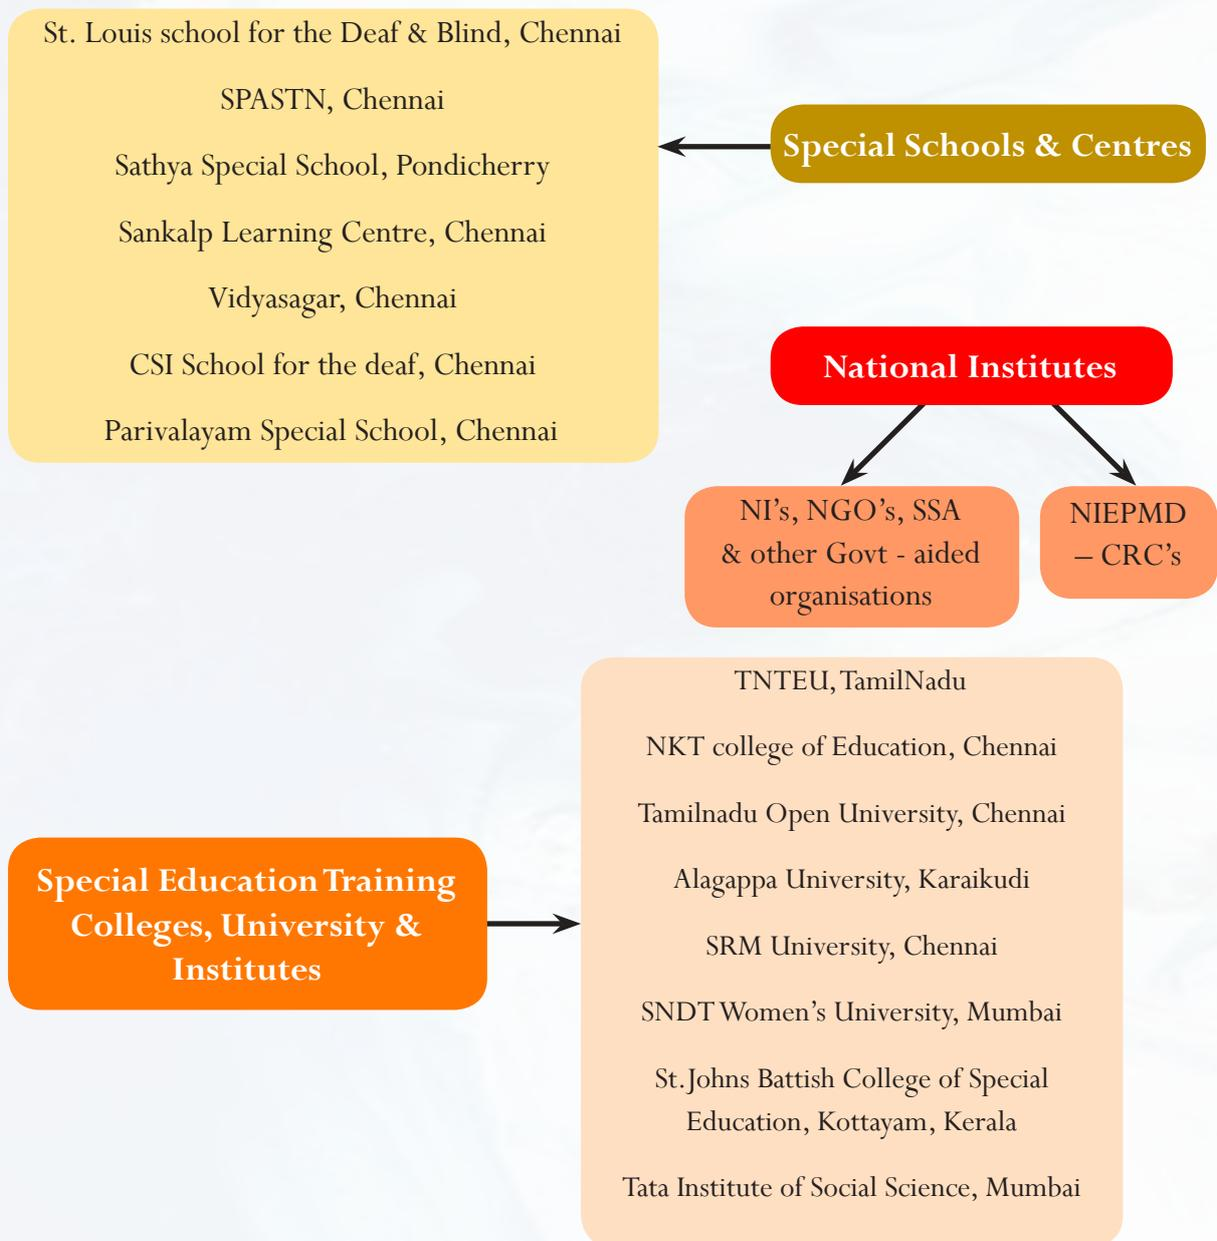 St. Louis school for the Deaf & Blind, Chennai
SPASTN, Chennai
Sathya Special School, Pondicherry
Sankalp Learning Centre, Chennai
Vidyasagar, Chennai
CSI School for the deaf, Chennai
Parivalayam Special School, Chennai
Special Schools & Centres
National Institutes
NI's, NGO's, SSA
& other Govt - aided
organisations
NIEPMD
– CRC's
Special Education Training
Colleges, University &
Institutes
TNTEU, TamilNadu
NKT college of Education, Chennai
Tamilnadu Open University, Chennai
Alagappa University, Karaikudi
SRM University, Chennai
SNDT Women's University, Mumbai
St.Johns Battish College of Special
Education, Kottayam, Kerala
Tata Institute of Social Science, Mumbai